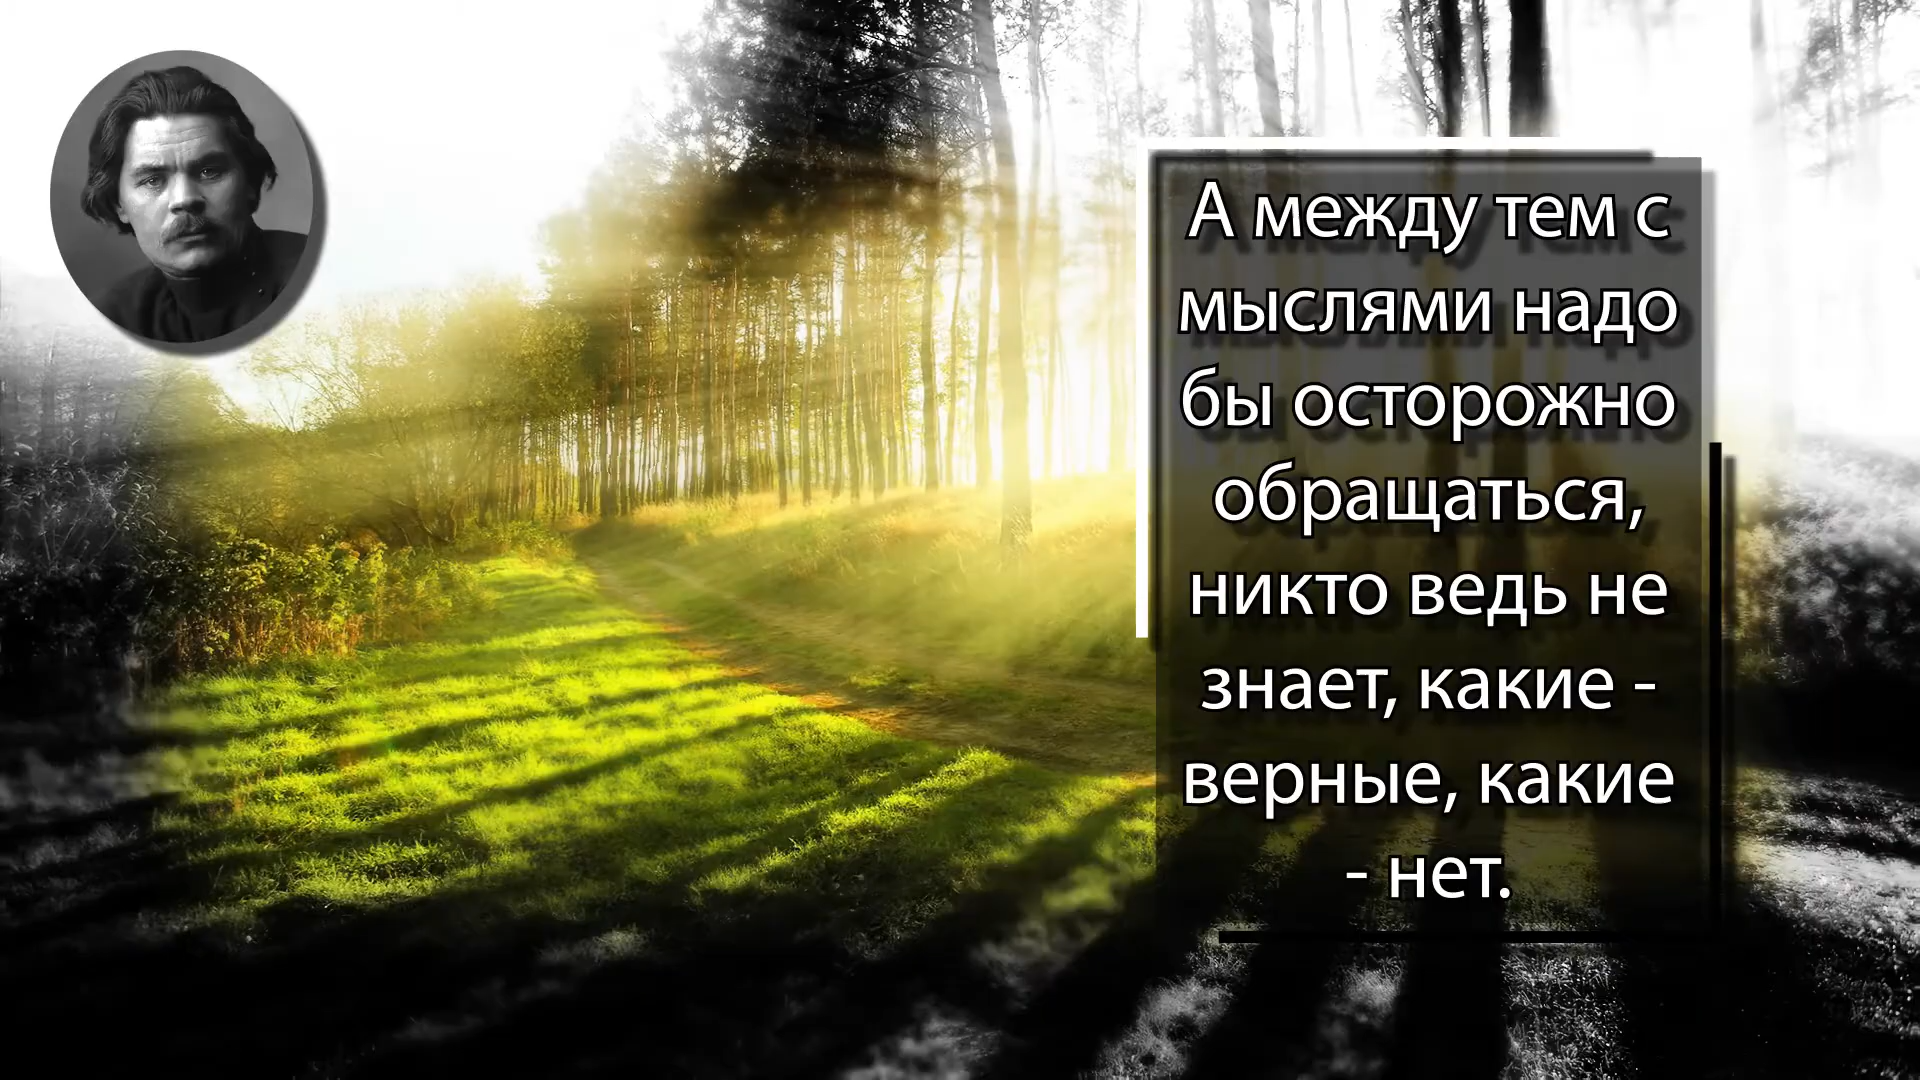 А между тем с
мыслями надо
бы осторожно
обращаться,
никто ведь не
знает, какие -
верные, какие
- нет.